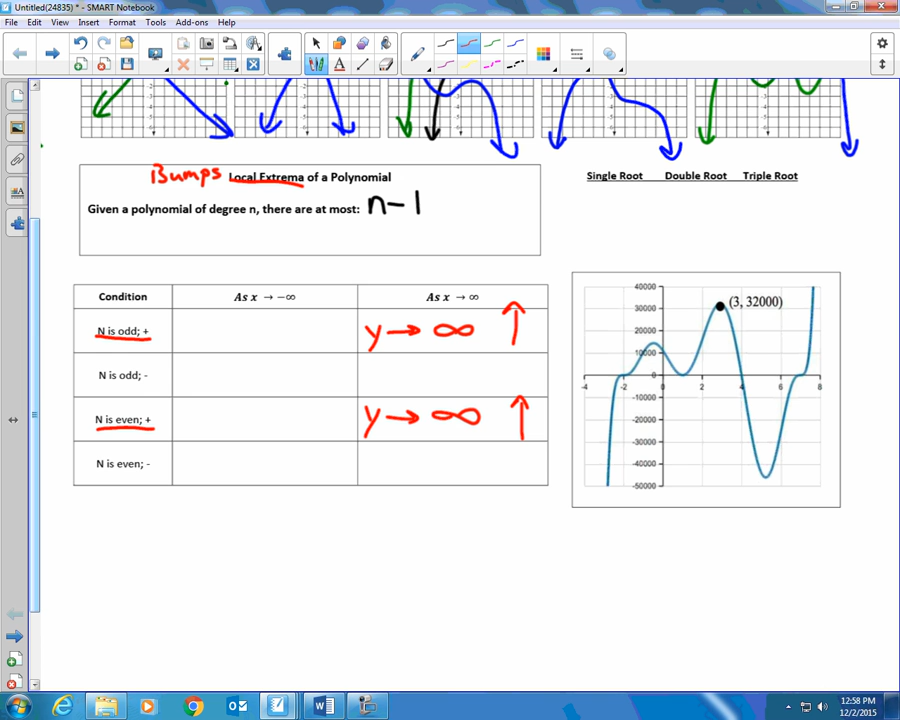 Untitled(24835) * - SMART Notebook
File Edit View Insert Format Tools Add-ons Help
Bumps
Local Extrema of a Polynomial
Given a polynomial of degree n, there are at most: n-1
Single Root Double Root Triple Root
Condition As x → −∞ As x → ∞
N is odd; + y → ∞ ↑
N is odd; -
N is even; + y → ∞ ↑
N is even; -
(3, 32000)
40000
30000
20000
10000
0
-4 -2 0 2 4 6 8
-10000
-20000
-30000
-40000
-50000
12:58 PM
12/2/2015